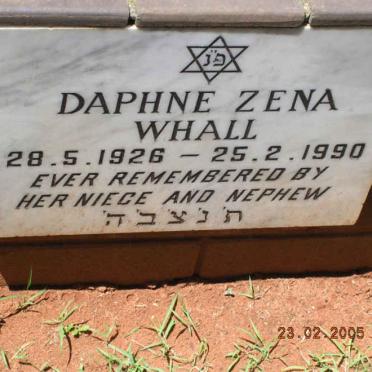 פ״נ
DAPHNE ZENA
WHALL
28.5.1926 - 25.2.1990
EVER REMEMBERED BY
HER NIECE AND NEPHEW
ת׳נ׳צ׳ב׳ה׳
23.02.2005